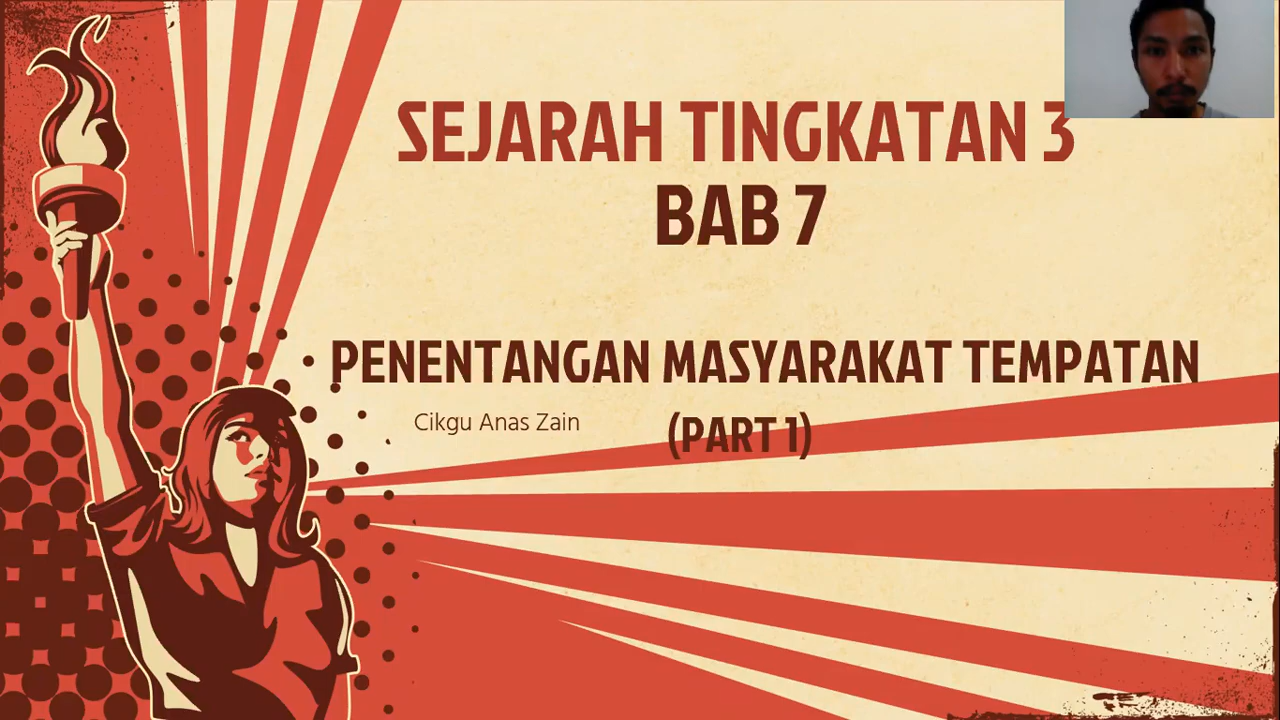 SEJARAH TINGKATAN 3
BAB 7
PENENTANGAN MASYARAKAT TEMPATAN
(PART 1)
Cikgu Anas Zain